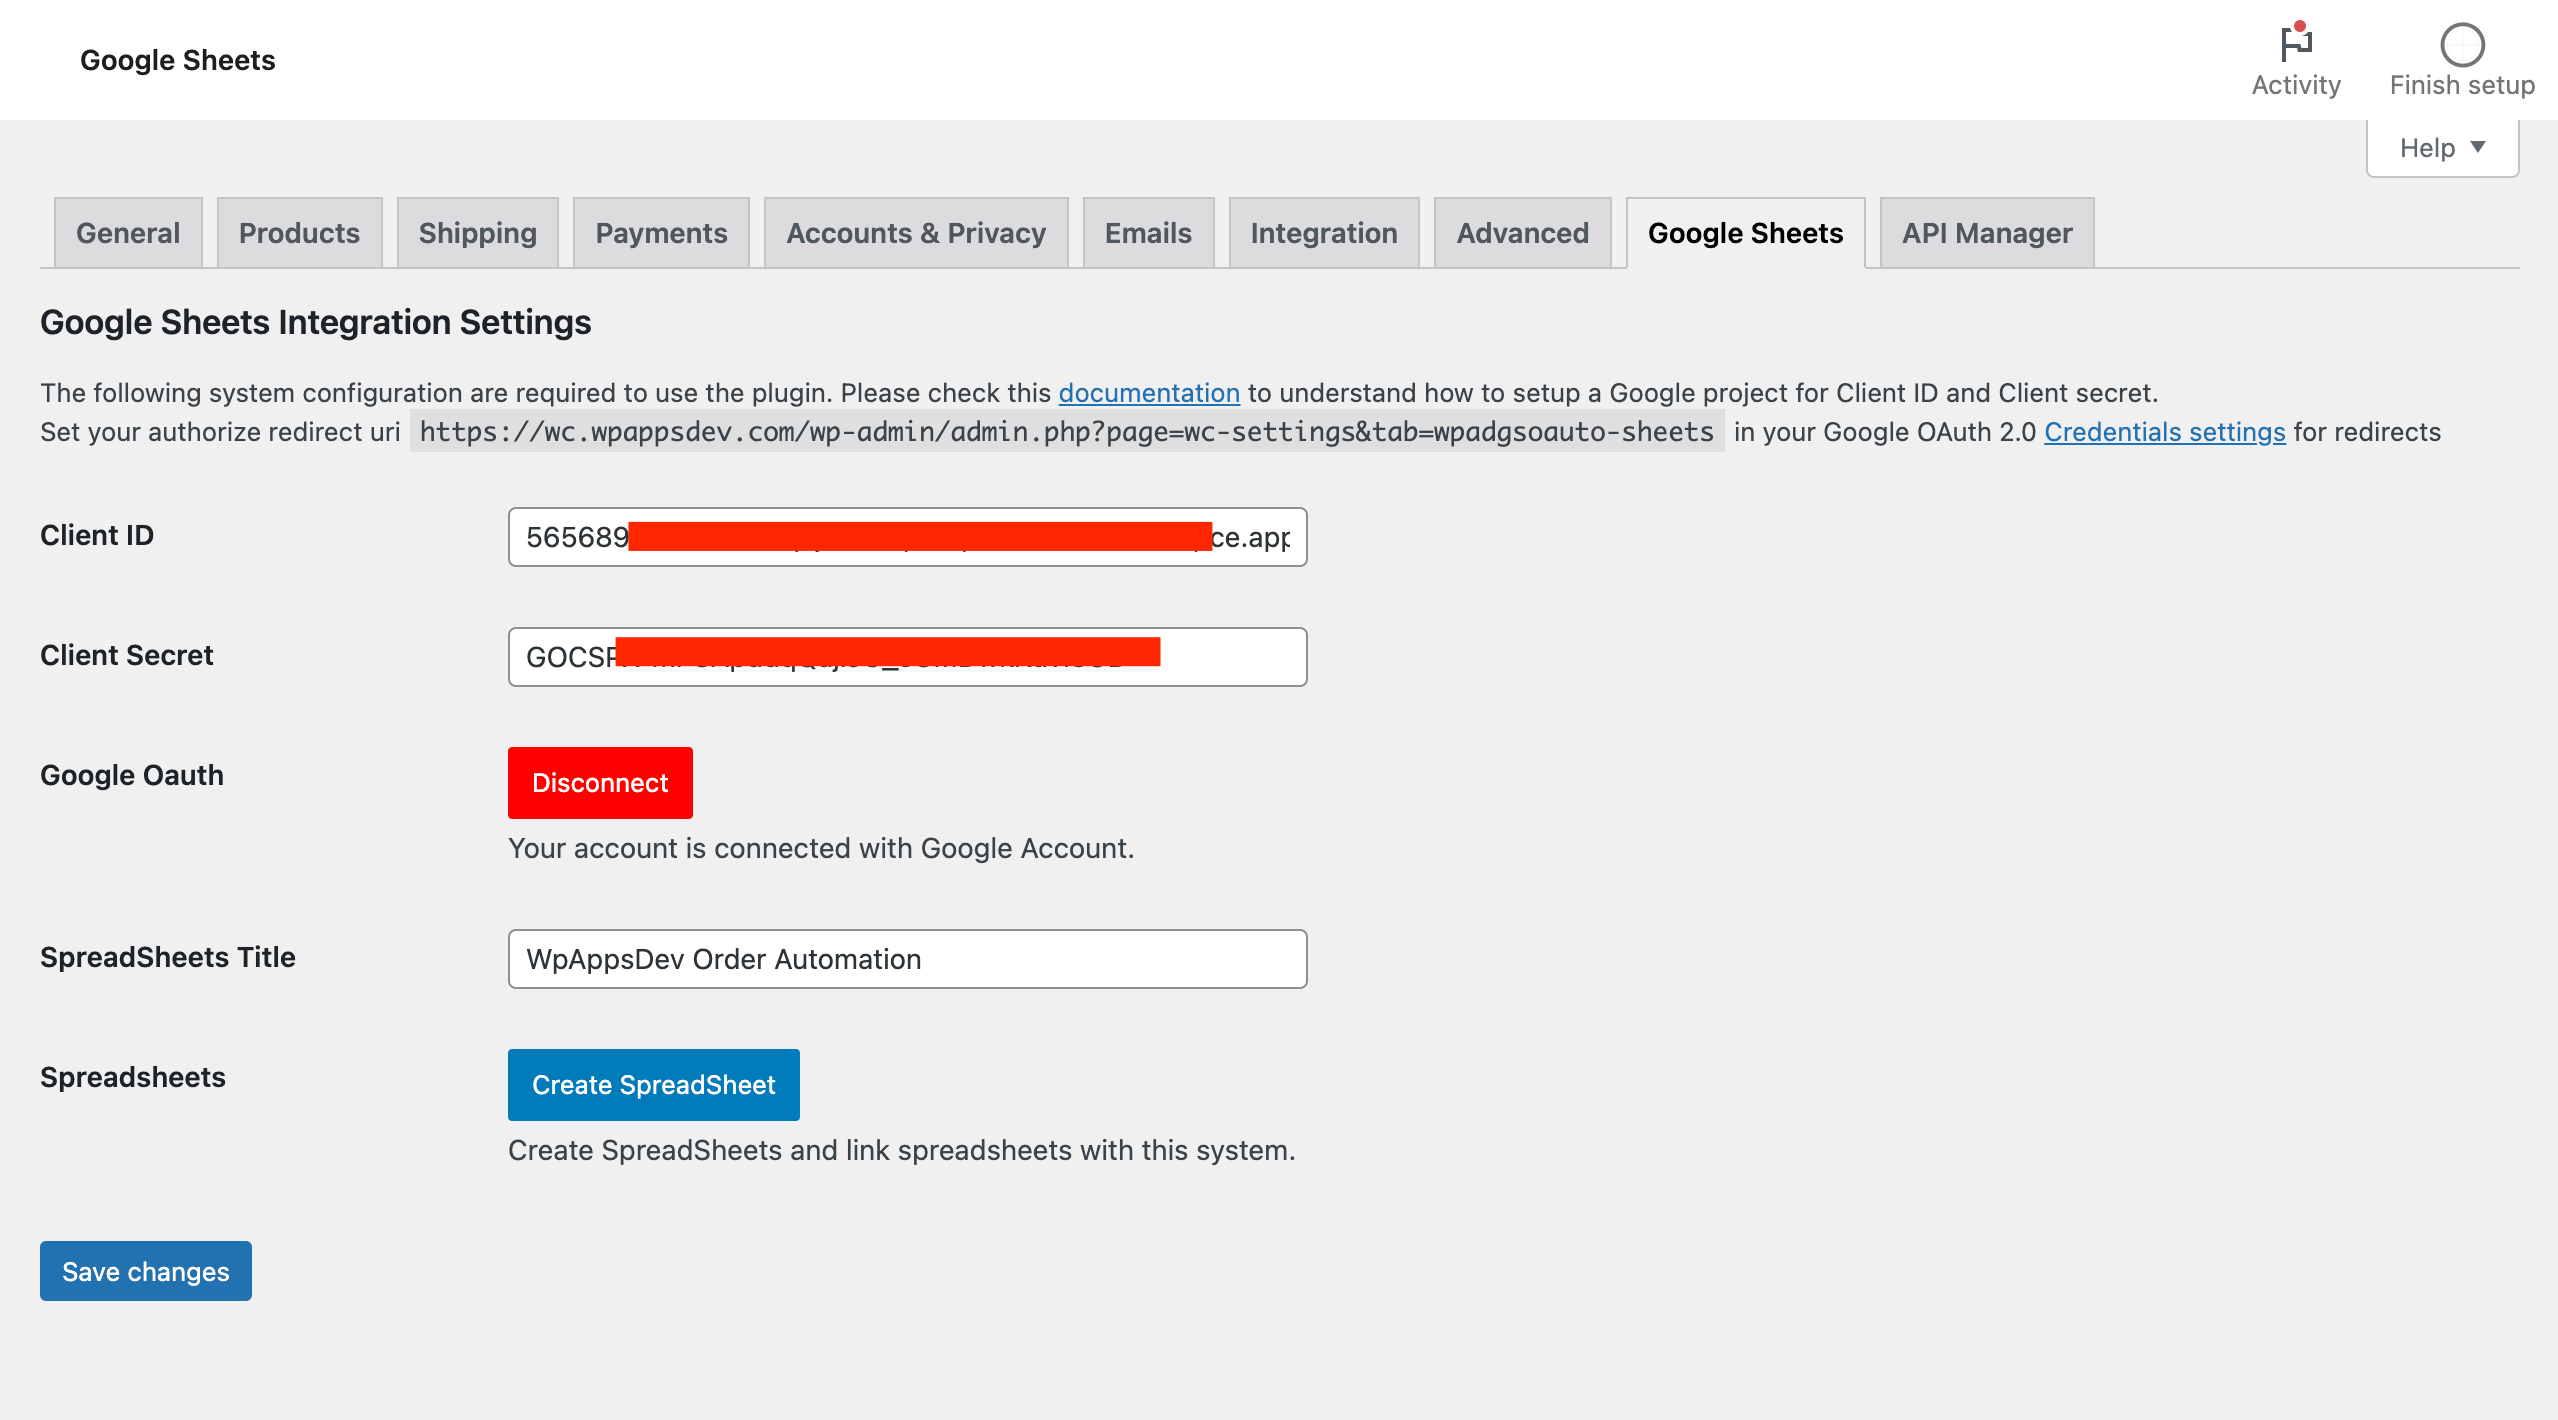 Google Sheets
Activity
Finish setup
Help
General Products Shipping Payments Accounts & Privacy Emails Integration Advanced Google Sheets API Manager
Google Sheets Integration Settings
The following system configuration are required to use the plugin. Please check this documentation to understand how to setup a Google project for Client ID and Client secret.
Set your authorize redirect uri https://wc.wpappsdev.com/wp-admin/admin.php?page=wc-settings&tab=wpadgsoauto-sheets in your Google OAuth 2.0 Credentials settings for redirects
Client ID 565689 ce.app
Client Secret GOCSP
Google Oauth Disconnect
Your account is connected with Google Account.
SpreadSheets Title WpAppsDev Order Automation
Spreadsheets Create SpreadSheet
Create SpreadSheets and link spreadsheets with this system.
Save changes